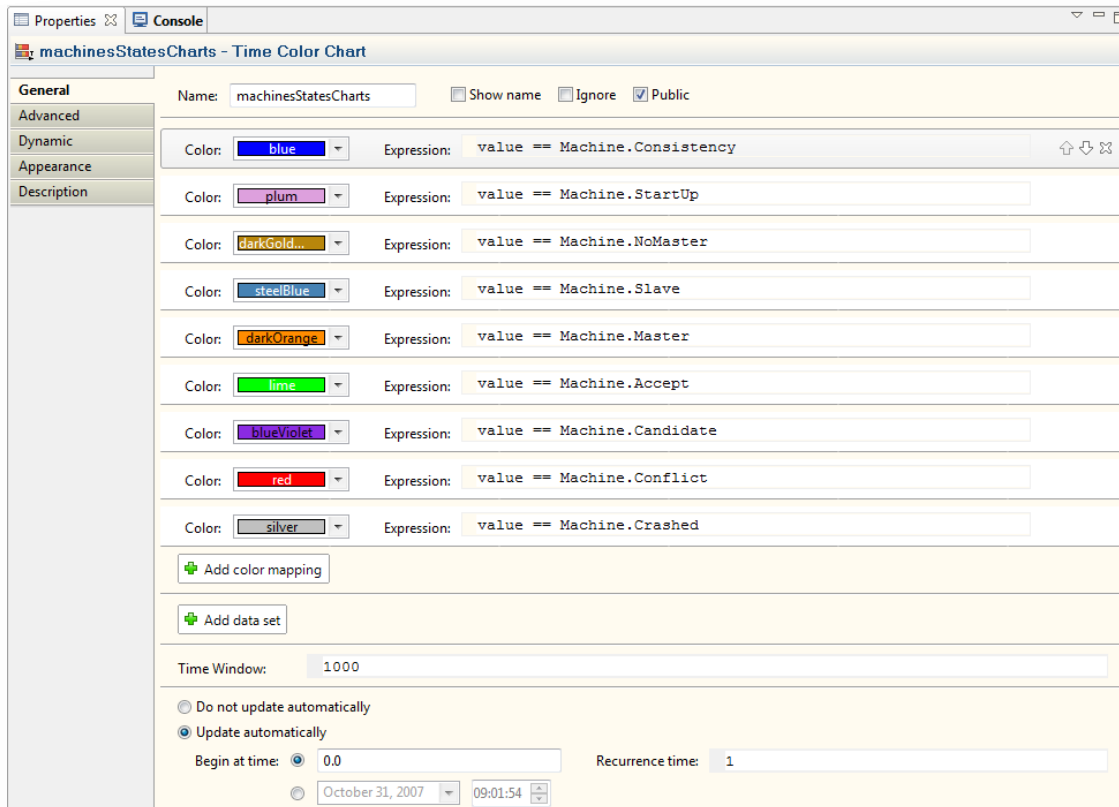 Properties Console
machinesStatesCharts - Time Color Chart
General
Advanced
Dynamic
Appearance
Description
Name: machinesStatesCharts Show name Ignore Public
Color: blue Expression: value == Machine.Consistency
Color: plum Expression: value == Machine.StartUp
Color: darkGold... Expression: value == Machine.NoMaster
Color: steelBlue Expression: value == Machine.Slave
Color: darkOrange Expression: value == Machine.Master
Color: lime Expression: value == Machine.Accept
Color: blueViolet Expression: value == Machine.Candidate
Color: red Expression: value == Machine.Conflict
Color: silver Expression: value == Machine.Crashed
Add color mapping
Add data set
Time Window: 1000
Do not update automatically
Update automatically
Begin at time: 0.0 Recurrence time: 1
October 31, 2007 09:01:54